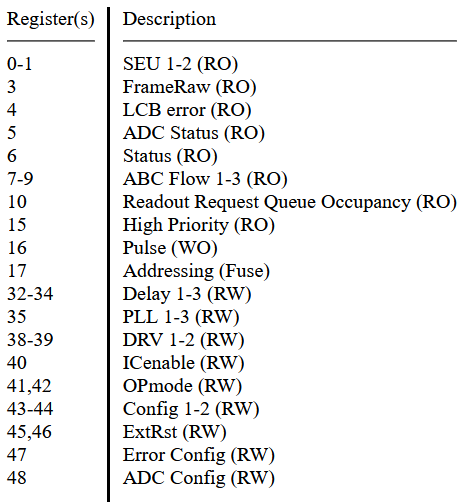 Register(s) Description
0-1 SEU 1-2 (RO)
3 FrameRaw (RO)
4 LCB error (RO)
5 ADC Status (RO)
6 Status (RO)
7-9 ABC Flow 1-3 (RO)
10 Readout Request Queue Occupancy (RO)
15 High Priority (RO)
16 Pulse (WO)
17 Addressing (Fuse)
32-34 Delay 1-3 (RW)
35 PLL 1-3 (RW)
38-39 DRV 1-2 (RW)
40 ICenable (RW)
41,42 OPmode (RW)
43-44 Config 1-2 (RW)
45,46 ExtRst (RW)
47 Error Config (RW)
48 ADC Config (RW)